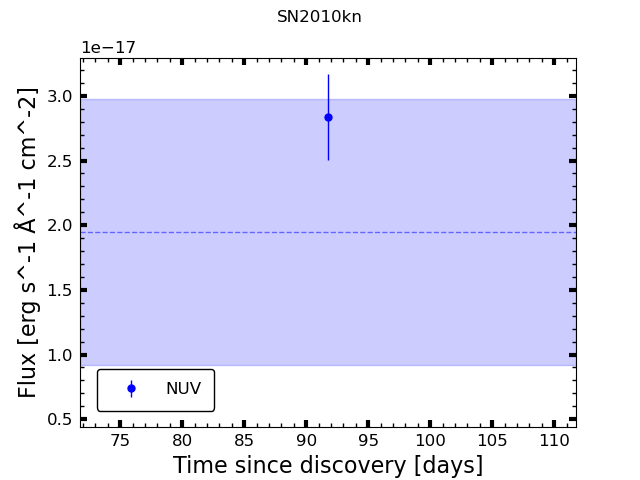 SN2010kn
1e−17
3.0
2.5
2.0
1.5
1.0
0.5
Flux [erg s^-1 Å^-1 cm^-2]
NUV
75 80 85 90 95 100 105 110
Time since discovery [days]